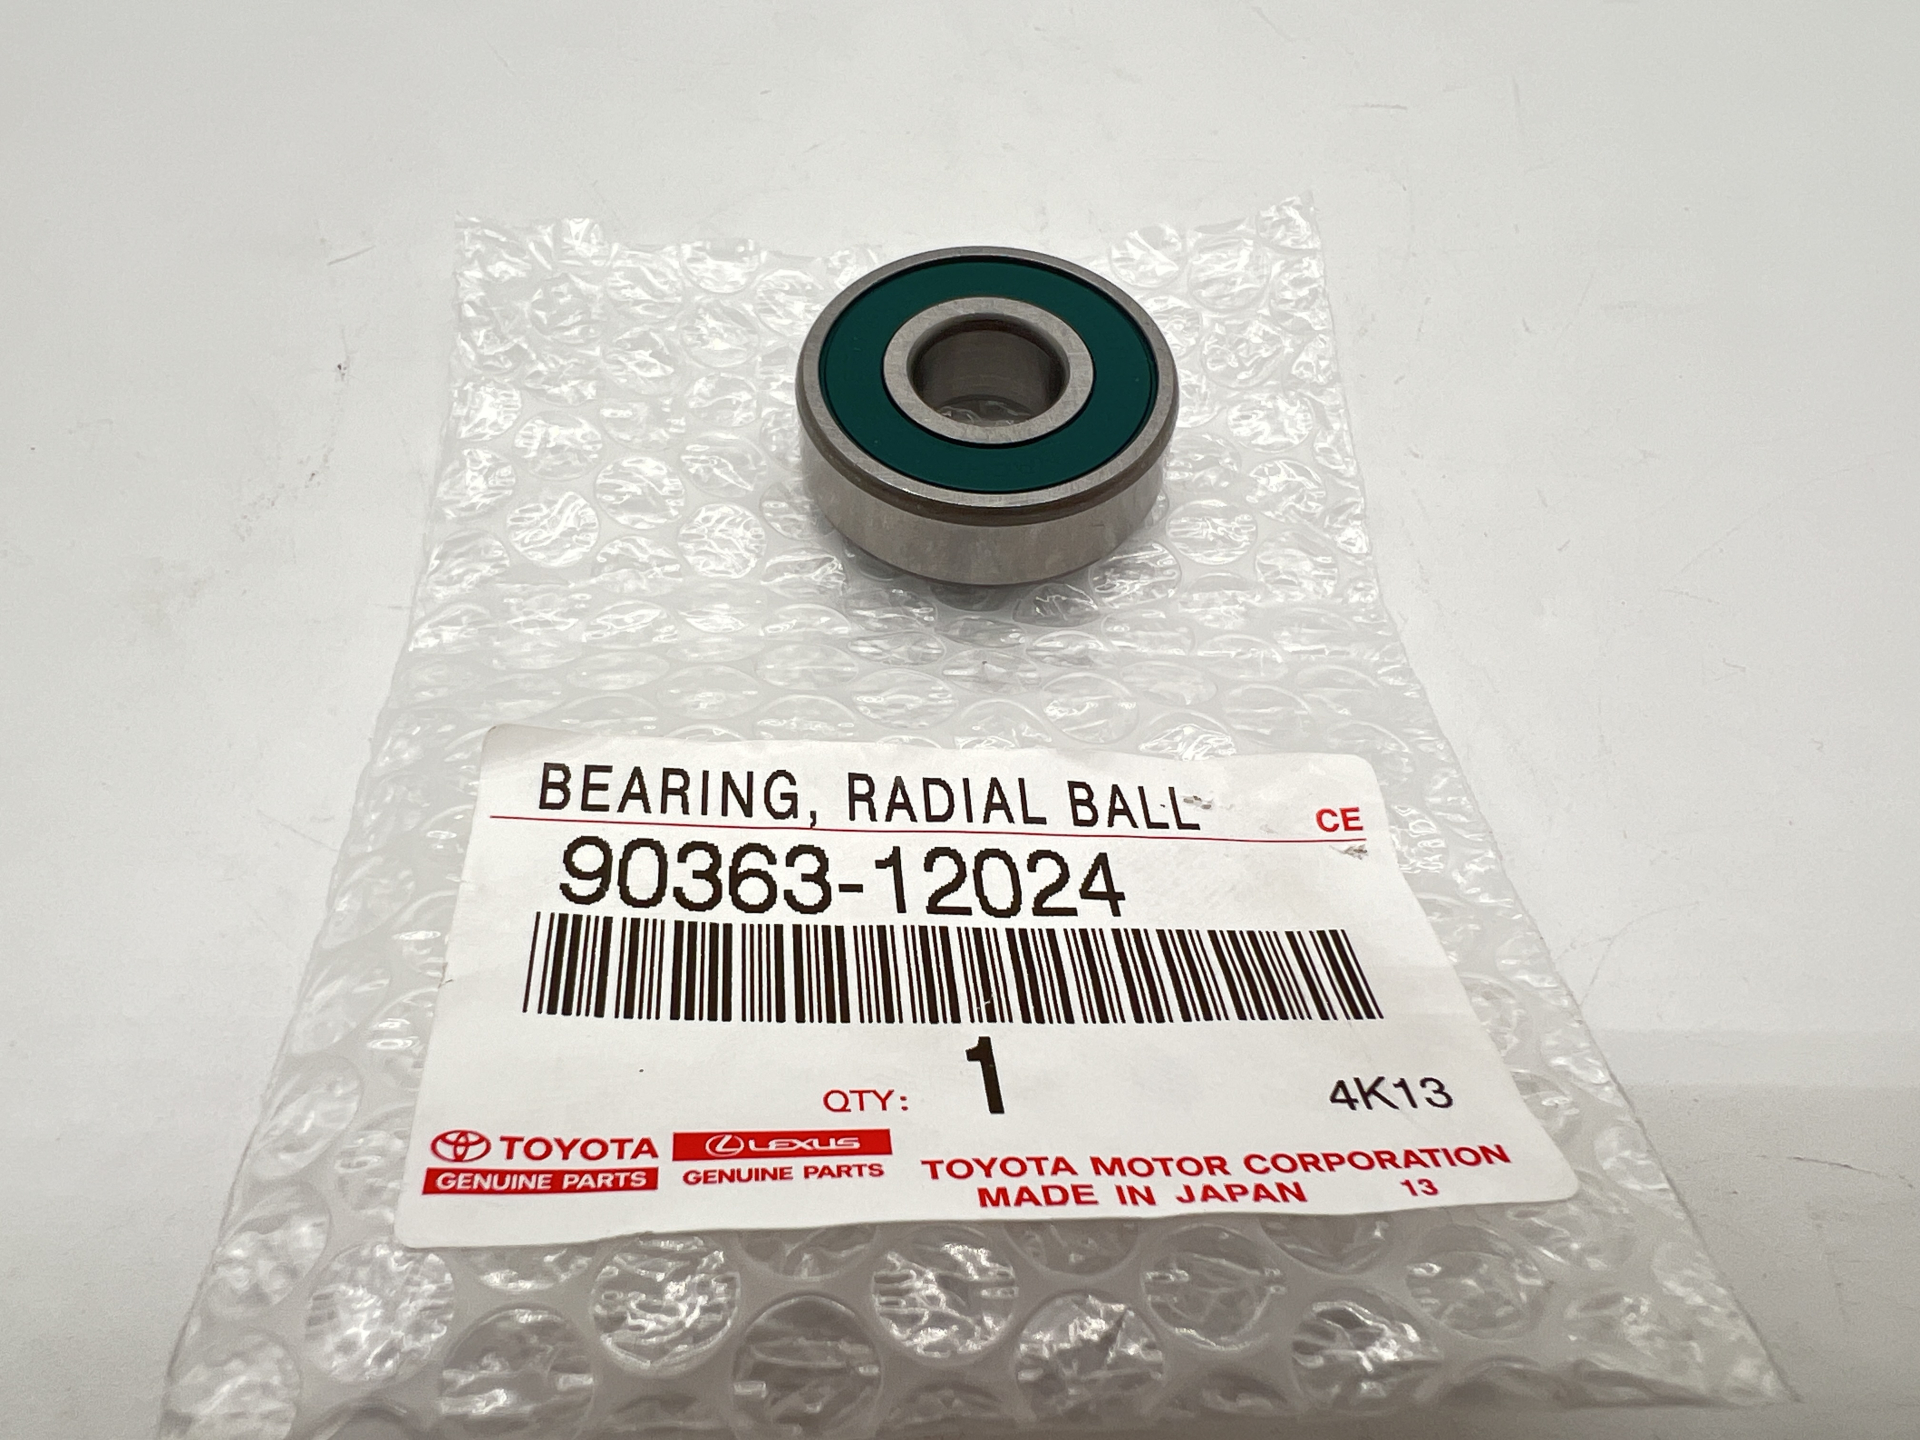 BEARING, RADIAL BALL
CE
90363-12024
QTY: 1
4K13
TOYOTA
GENUINE PARTS
LEXUS
GENUINE PARTS
TOYOTA MOTOR CORPORATION
MADE IN JAPAN 13